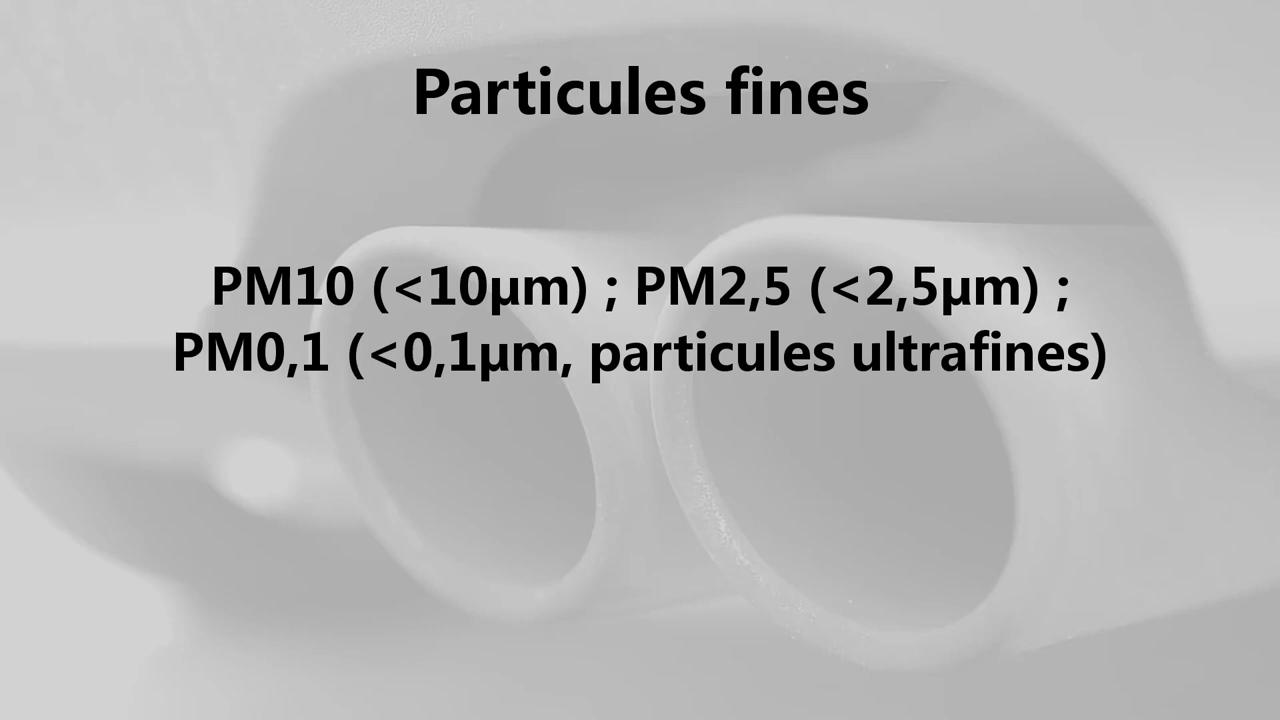 Particules fines
PM10 (<10µm) ; PM2,5 (<2,5µm) ;
PM0,1 (<0,1µm, particules ultrafines)